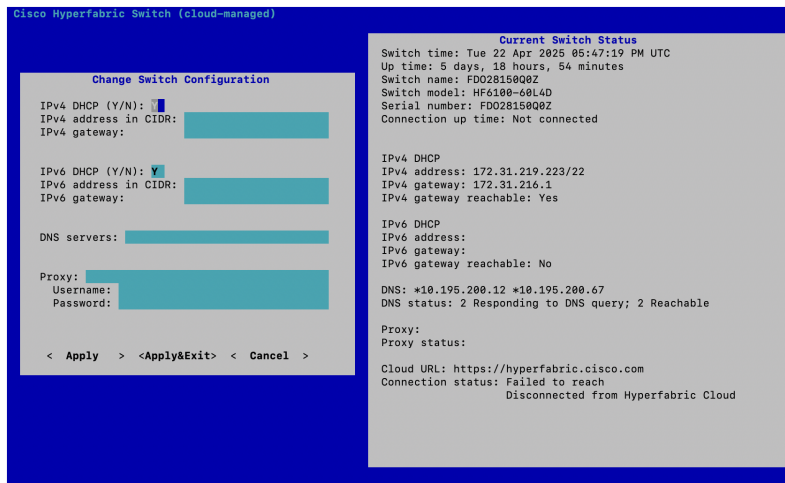 Cisco Hyperfabric Switch (cloud-managed)
Change Switch Configuration
IPv4 DHCP (Y/N): Y
IPv4 address in CIDR:
IPv4 gateway:
IPv6 DHCP (Y/N): Y
IPv6 address in CIDR:
IPv6 gateway:
DNS servers:
Proxy:
Username:
Password:
< Apply > <Apply&Exit> < Cancel >
Current Switch Status
Switch time: Tue 22 Apr 2025 05:47:19 PM UTC
Up time: 5 days, 18 hours, 54 minutes
Switch name: FDO28150Q0Z
Switch model: HF6100-60L4D
Serial number: FDO28150Q0Z
Connection up time: Not connected
IPv4 DHCP
IPv4 address: 172.31.219.223/22
IPv4 gateway: 172.31.216.1
IPv4 gateway reachable: Yes
IPv6 DHCP
IPv6 address:
IPv6 gateway:
IPv6 gateway reachable: No
DNS: *10.195.200.12 *10.195.200.67
DNS status: 2 Responding to DNS query; 2 Reachable
Proxy:
Proxy status:
Cloud URL: https://hyperfabric.cisco.com
Connection status: Failed to reach
Disconnected from Hyperfabric Cloud